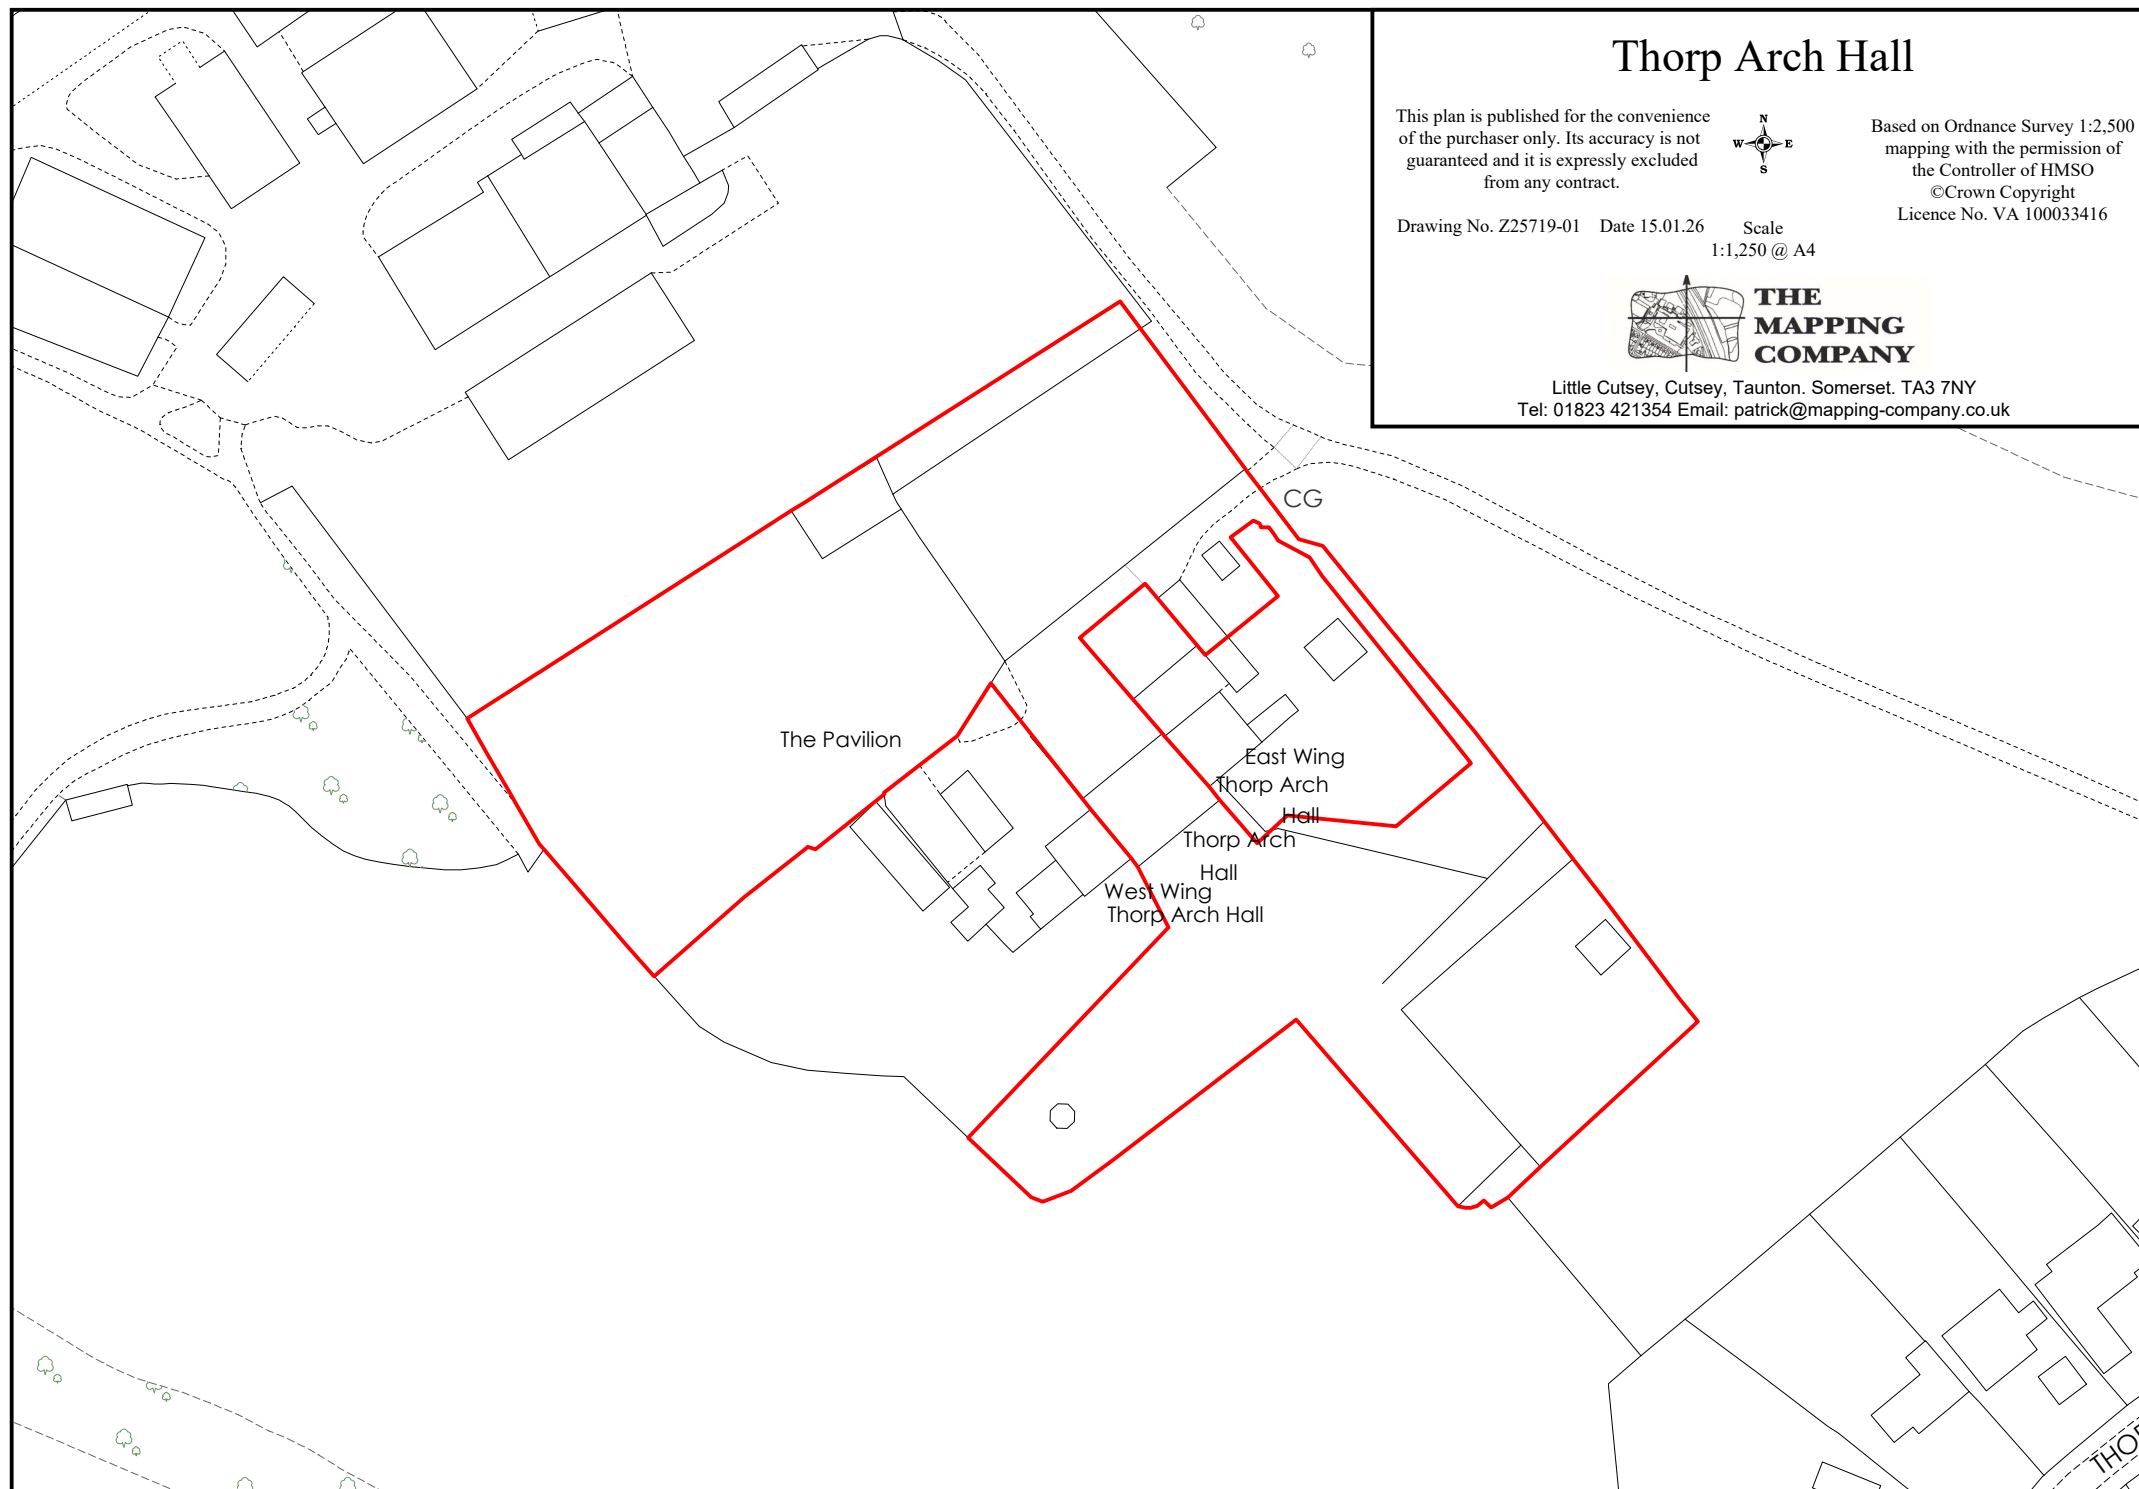 Thorp Arch Hall
This plan is published for the convenience
of the purchaser only. Its accuracy is not
guaranteed and it is expressly excluded
from any contract.
N
W E
S
Based on Ordnance Survey 1:2,500
mapping with the permission of
the Controller of HMSO
©Crown Copyright
Licence No. VA 100033416
Drawing No. Z25719-01 Date 15.01.26 Scale
1:1,250 @ A4
THE
MAPPING
COMPANY
Little Cutsey, Cutsey, Taunton. Somerset. TA3 7NY
Tel: 01823 421354 Email: patrick@mapping-company.co.uk
CG
The Pavilion
East Wing
Thorp Arch
Hall
Thorp Arch
Hall
West Wing
Thorp Arch Hall